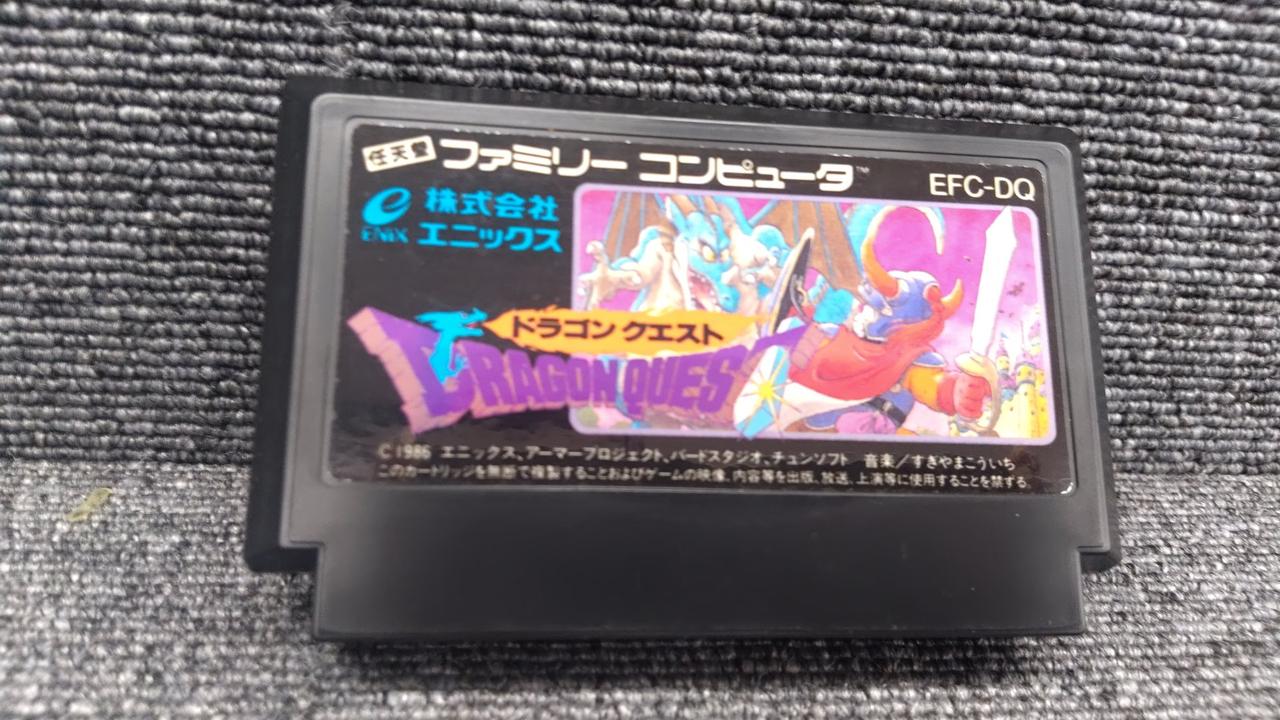 任天堂 ファミリー コンピュータ™
EFC-DQ
e 株式会社
ENIX エニックス
ドラゴン クエスト
DRAGON QUEST
C 1986 エニックス、アーマープロジェクト、バードスタジオ、チュンソフト 音楽/すぎやまこういち
このカートリッジを無断で複製することおよびゲームの映像、内容等を出版、放送、上演等に使用することを禁ずる。